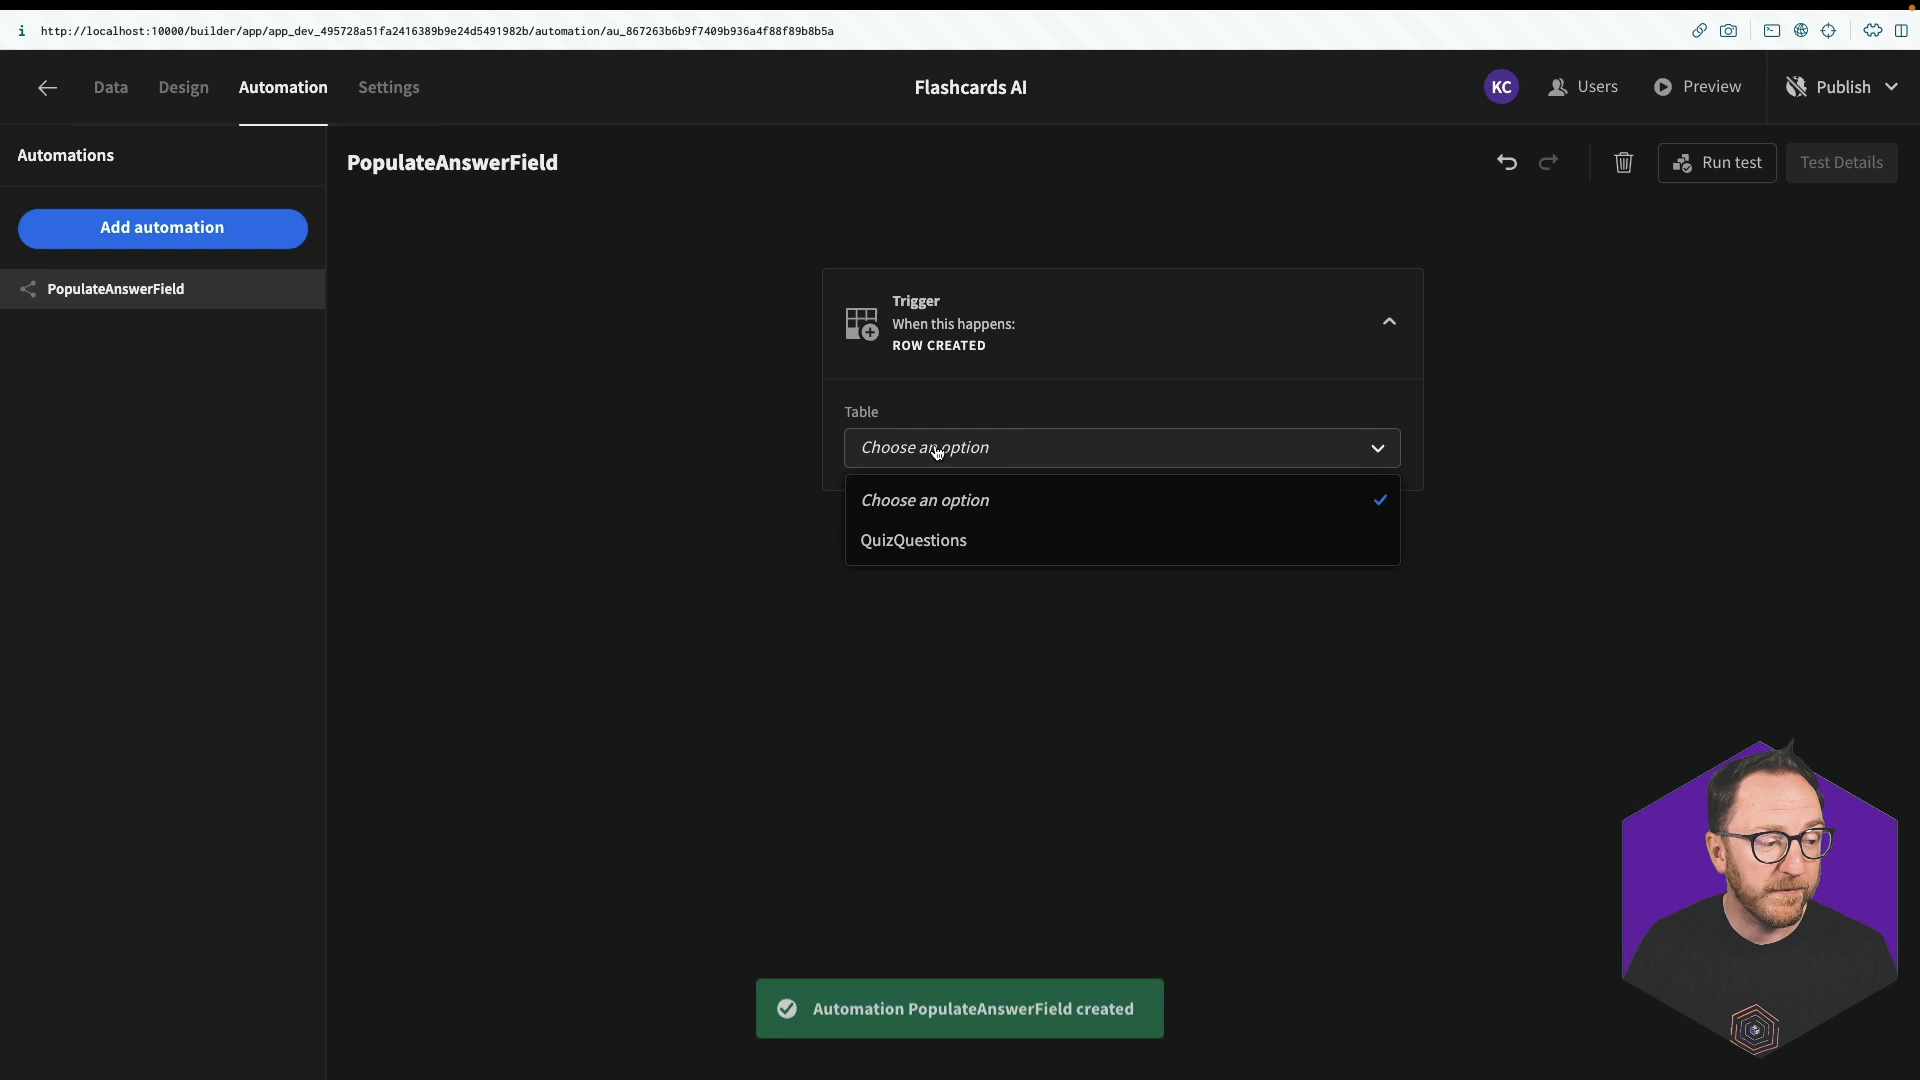 i http://localhost:10000/builder/app/app_dev_495728a51fa2416389b9e24d5491982b/automation/au_867263b6b9f7409b936a4f88f89b8b5a
Data Design Automation Settings
Flashcards AI
KC Users Preview Publish
Automations
PopulateAnswerField
Run test Test Details
Add automation
PopulateAnswerField
Trigger
When this happens:
ROW CREATED
Table
Choose an option
Choose an option
QuizQuestions
Automation PopulateAnswerField created